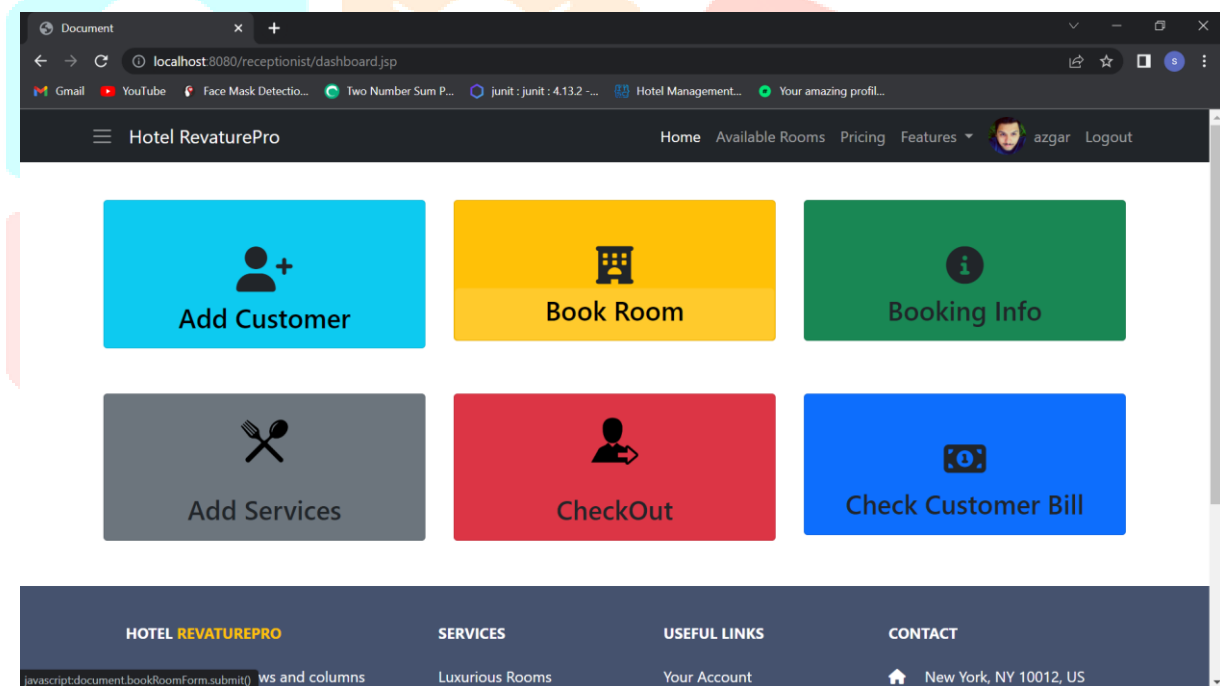 Document
localhost:8080/receptionist/dashboard.jsp
S
Gmail YouTube Face Mask Detectio... Two Number Sum P... junit : junit : 4.13.2 -... Hotel Management... Your amazing profil...
Hotel RevaturePro Home Available Rooms Pricing Features azgar Logout
Add Customer Book Room Booking Info
1
Add Services CheckOut Check Customer Bill
HOTEL REVATUREPRO SERVICES USEFUL LINKS CONTACT
ws and columns Luxurious Rooms Your Account New York, NY 10012, US
javascript:document.bookRoomForm.submit()